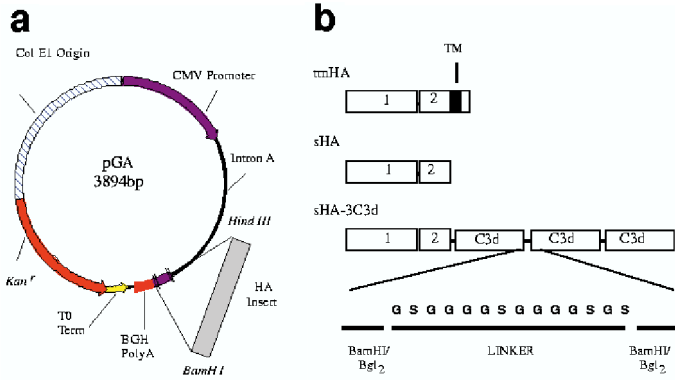 a
Col E1 Origin
CMV Promoter
pGA
3894bp
Intron A
Hind III
HA
Insert
Kan r
T0
Term
BGH
PolyA
BamH I
b
TM
tmHA
1 2
sHA
1 2
sHA-3C3d
1 2 C3d C3d C3d
G S G G G G S G G G G S G S
BamHI/
Bgl2
LINKER
BamHI/
Bgl2